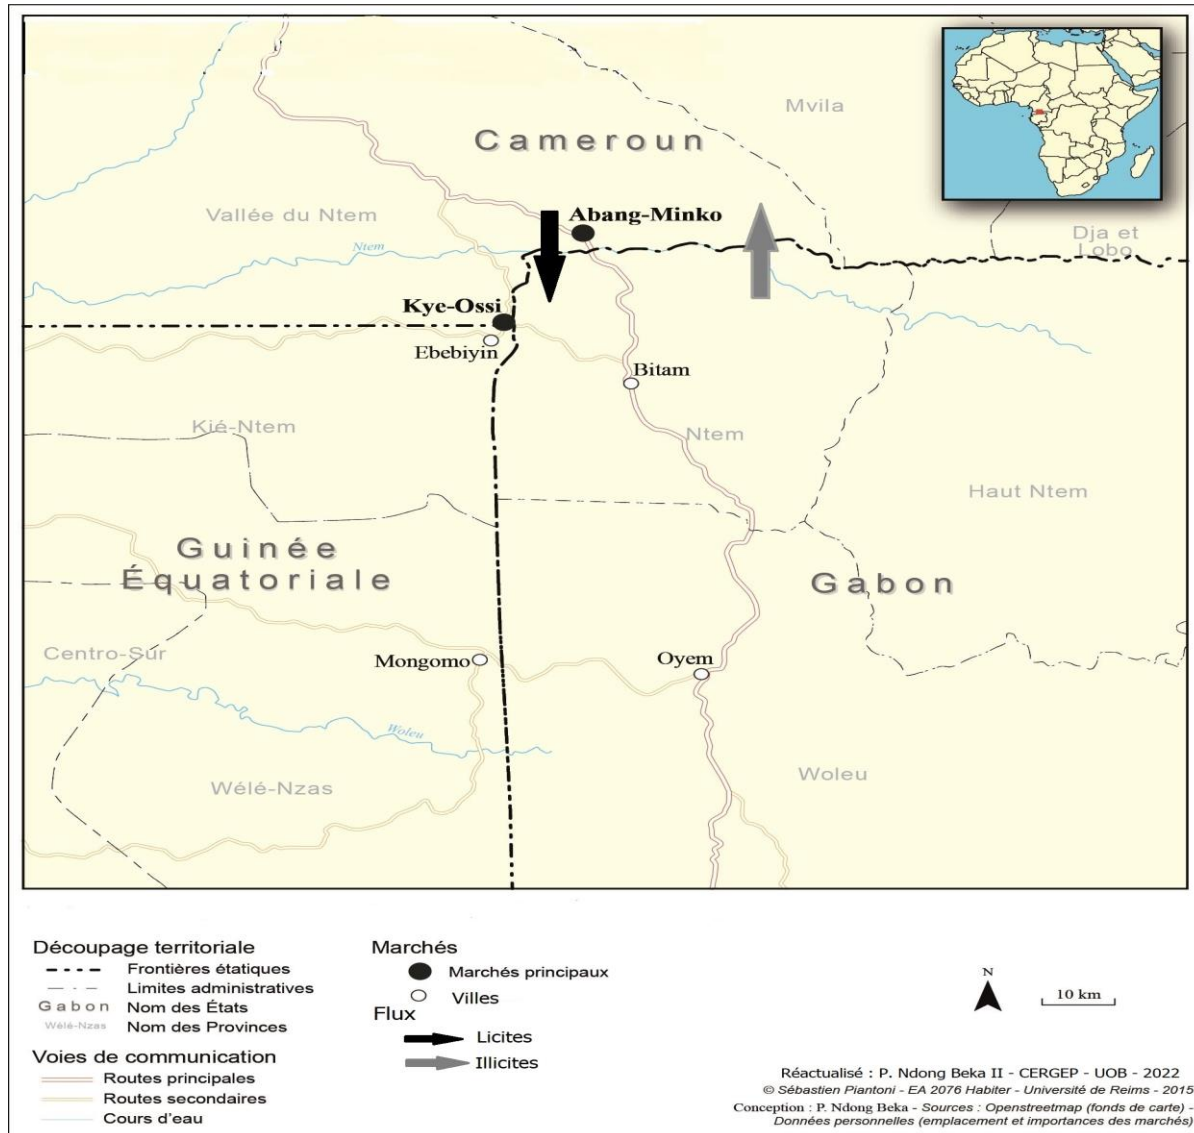 Mvila
Cameroun
Vallée du Ntem
Abang-Minko
Dja et
Lobo
Ntem
Kye-Ossi
Ebebiyin
Bitam
Kié-Ntem
Ntem
Haut Ntem
Guinée
Équatoriale
Gabon
Centro-Sur
Mongomo
Oyem
Woleu
Wélé-Nzas
Woleu
Découpage territoriale
Frontières étatiques
Limites administratives
Gabon Nom des États
Wélé-Nzas Nom des Provinces
Voies de communication
Routes principales
Routes secondaires
Cours d'eau
Marchés
Marchés principaux
Villes
Flux
Licites
Illicites
N
10 km
Réactualisé : P. Ndong Beka II - CERGEP - UOB - 2022
© Sébastien Piantoni - EA 2076 Habiter - Université de Reims - 2015
Conception : P. Ndong Beka - Sources : Openstreetmap (fonds de carte) -
Données personnelles (emplacement et importances des marchés)